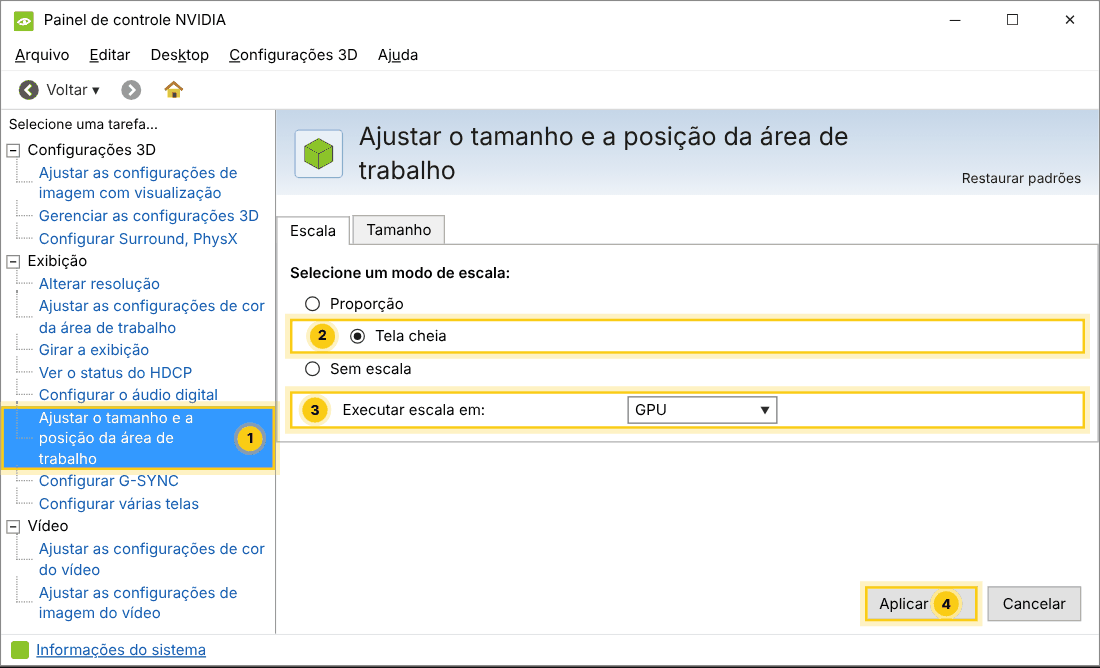 Painel de controle NVIDIA
Arquivo Editar Desktop Configurações 3D Ajuda
Voltar
Selecione uma tarefa...
Configurações 3D
Ajustar as configurações de
imagem com visualização
Gerenciar as configurações 3D
Configurar Surround, PhysX
Exibição
Alterar resolução
Ajustar as configurações de cor
da área de trabalho
Girar a exibição
Ver o status do HDCP
Configurar o áudio digital
Ajustar o tamanho e a
posição da área de
trabalho
1
Configurar G-SYNC
Configurar várias telas
Vídeo
Ajustar as configurações de cor
do vídeo
Ajustar as configurações de
imagem do vídeo
Ajustar o tamanho e a posição da área de
trabalho
Restaurar padrões
Escala Tamanho
Selecione um modo de escala:
Proporção
2 Tela cheia
Sem escala
3 Executar escala em: GPU
Aplicar 4 Cancelar
Informações do sistema